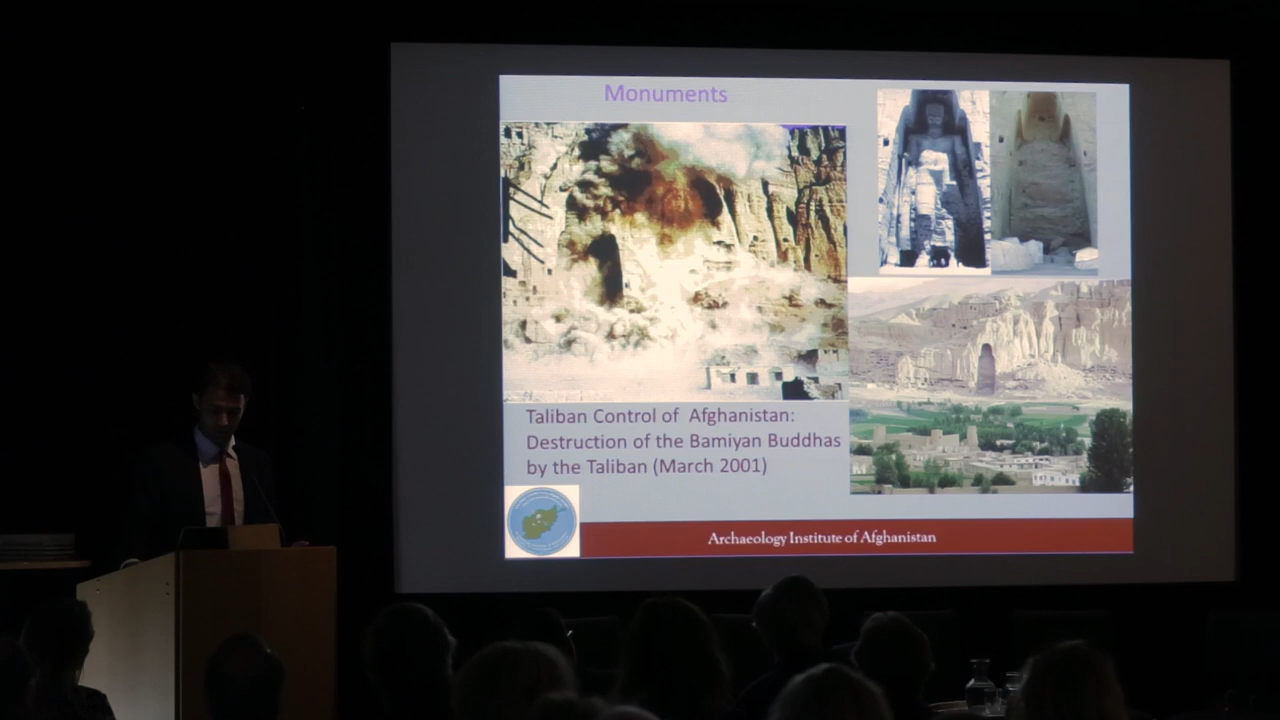 Monuments
Taliban Control of Afghanistan:
Destruction of the Bamiyan Buddhas
by the Taliban (March 2001)
Archaeology Institute of Afghanistan